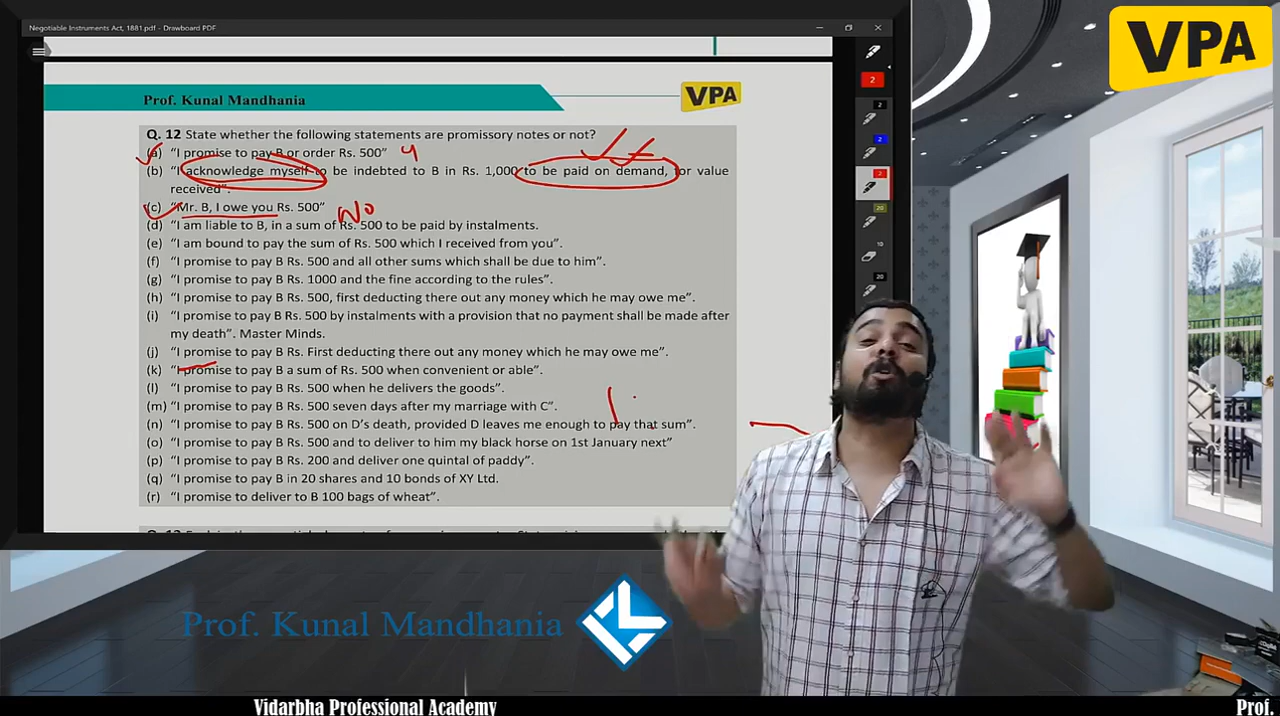 Negotiable Instruments Act, 1881.pdf - Drawboard PDF
VPA
Prof. Kunal Mandhania
VPA
Q. 12 State whether the following statements are promissory notes or not?
(a) “I promise to pay B or order Rs. 500”
(b) “I acknowledge myself to be indebted to B in Rs. 1,000 to be paid on demand, for value
received”.
(c) “Mr. B, I owe you Rs. 500”
No
(d) “I am liable to B, in a sum of Rs. 500 to be paid by instalments.
(e) “I am bound to pay the sum of Rs. 500 which I received from you”.
(f) “I promise to pay B Rs. 500 and all other sums which shall be due to him”.
(g) “I promise to pay B Rs. 1000 and the fine according to the rules”.
(h) “I promise to pay B Rs. 500, first deducting there out any money which he may owe me”.
(i) “I promise to pay B Rs. 500 by instalments with a provision that no payment shall be made after
my death”. Master Minds.
(j) “I promise to pay B Rs. First deducting there out any money which he may owe me”.
(k) “I promise to pay B a sum of Rs. 500 when convenient or able”.
(l) “I promise to pay B Rs. 500 when he delivers the goods”.
(m) “I promise to pay B Rs. 500 seven days after my marriage with C”.
(n) “I promise to pay B Rs. 500 on D’s death, provided D leaves me enough to pay that sum”.
(o) “I promise to pay B Rs. 500 and to deliver to him my black horse on 1st January next”
(p) “I promise to pay B Rs. 200 and deliver one quintal of paddy”.
(q) “I promise to pay B in 20 shares and 10 bonds of XY Ltd.
(r) “I promise to deliver to B 100 bags of wheat”.
Prof. Kunal Mandhania
Vidarbha Professional Academy
Prof.